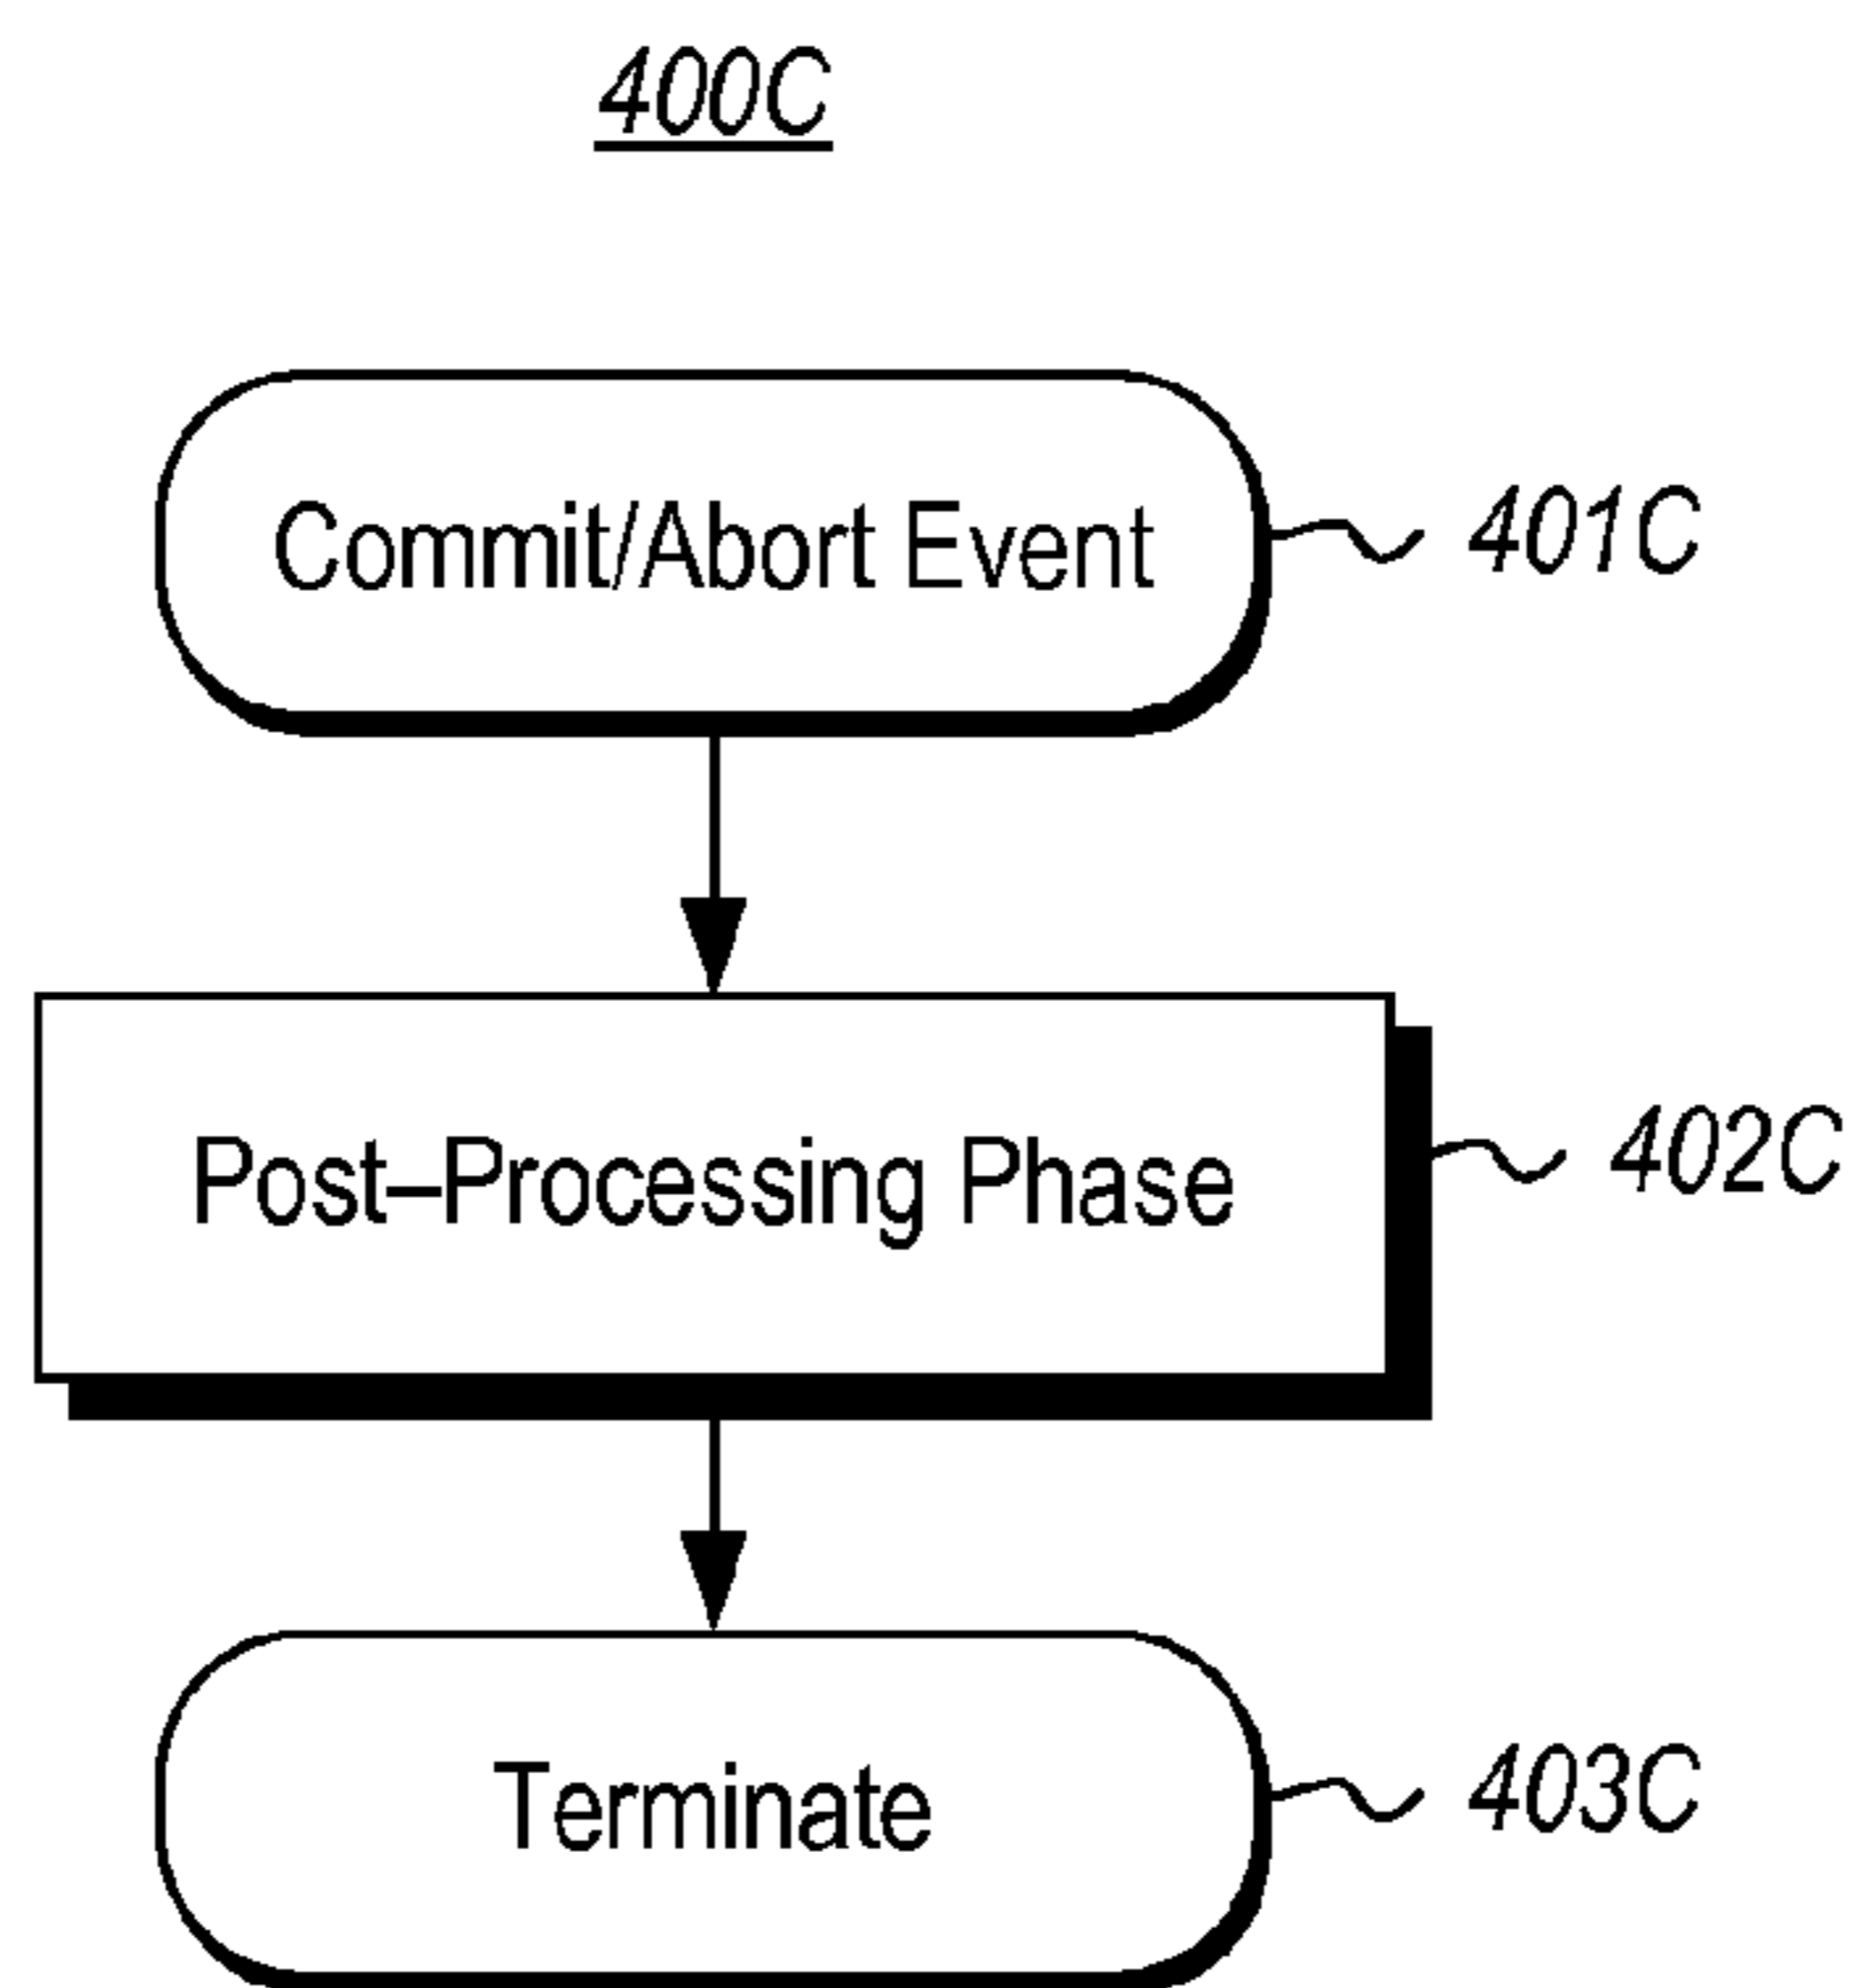 400C
Commit/Abort Event
401C
Post–Processing Phase
402C
Terminate
403C